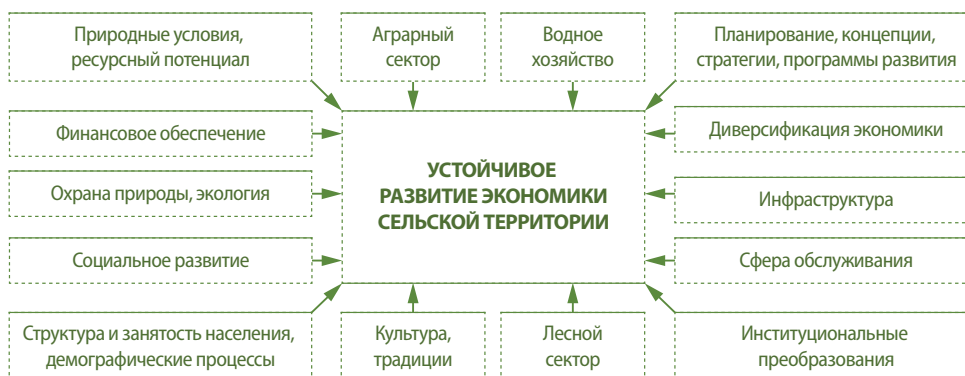 Природные условия,
ресурсный потенциал
Аграрный
сектор
Водное
хозяйство
Планирование, концепции,
стратегии, программы развития
Финансовое обеспечение
Диверсификация экономики
УСТОЙЧИВОЕ
РАЗВИТИЕ ЭКОНОМИКИ
СЕЛЬСКОЙ ТЕРРИТОРИИ
Охрана природы, экология
Инфраструктура
Социальное развитие
Сфера обслуживания
Структура и занятость населения,
демографические процессы
Культура,
традиции
Лесной
сектор
Институциональные
преобразования